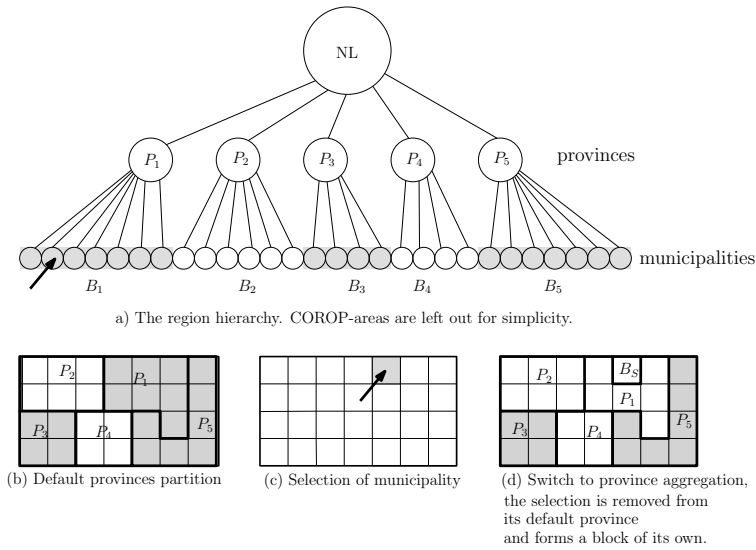 NL
P1 P2 P3 P4 P5 provinces
municipalities
B1 B2 B3 B4 B5
a) The region hierarchy. COROP-areas are left out for simplicity.
P2 P1 P3 P4 P5
(b) Default provinces partition
(c) Selection of municipality
P2 BS P1 P3 P4 P5
(d) Switch to province aggregation,
the selection is removed from
its default province
and forms a block of its own.